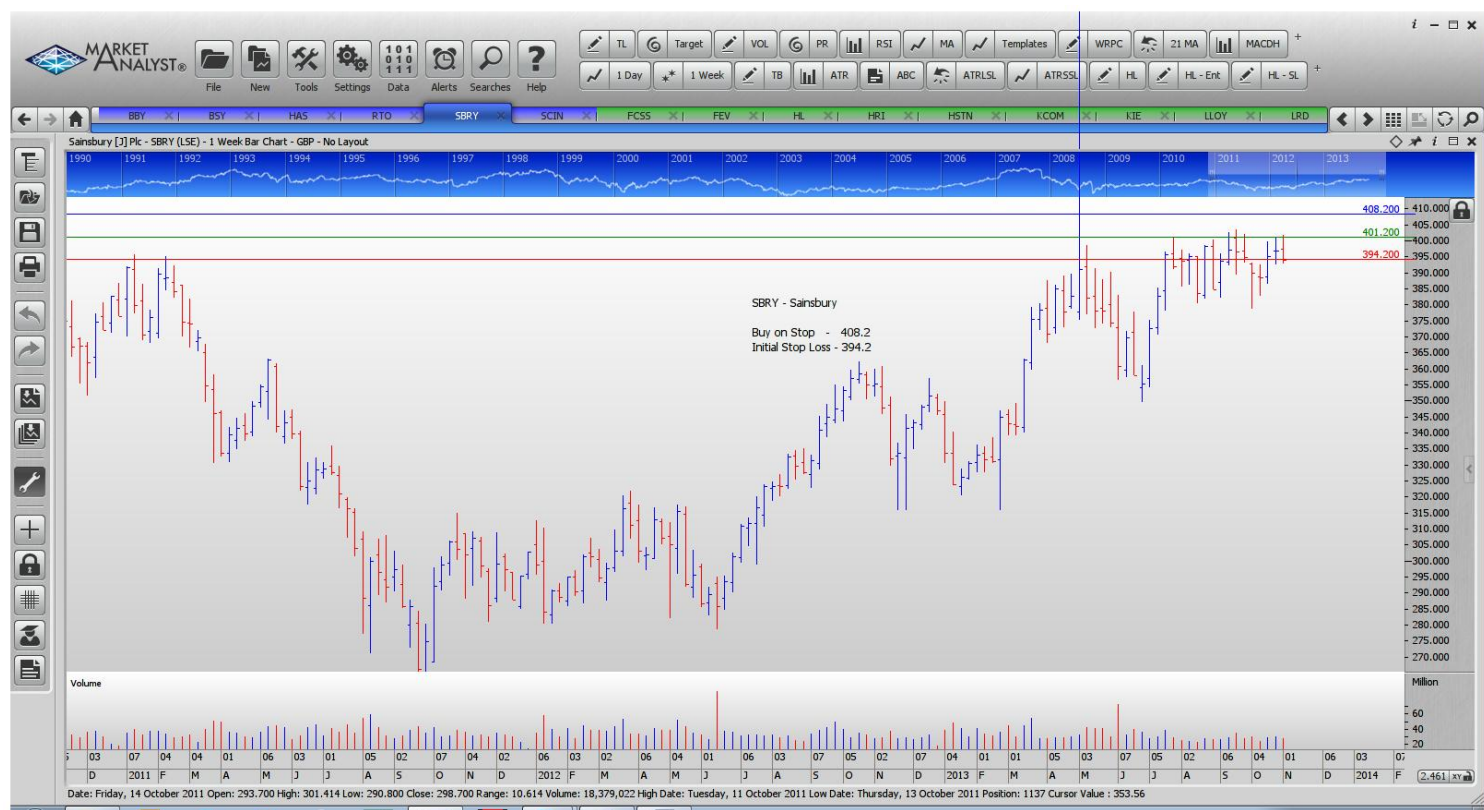 MARKET ANALYST®
File New Tools Settings Data Alerts Searches Help
TL Target VOL PR RSI MA Templates WRPC 21 MA MACDH +
1 Day 1 Week TB ATR ABC ATRLSL ATRSSL HL HL - Ent HL - SL +
BBY BSY HAS RTO SBRY SCIN FCSS FEV HL HRI HSTN KCOM KIE LLOY LRD
Sainsbury [J] Plc - SBRY (LSE) - 1 Week Bar Chart - GBP - No Layout
1990 1991 1992 1993 1994 1995 1996 1997 1998 1999 2000 2001 2002 2003 2004 2005 2006 2007 2008 2009 2010 2011 2012 2013
408.200
401.200
394.200
410.000
405.000
400.000
395.000
390.000
385.000
380.000
375.000
370.000
365.000
360.000
355.000
350.000
345.000
340.000
335.000
330.000
325.000
320.000
315.000
310.000
305.000
300.000
295.000
290.000
285.000
280.000
275.000
270.000
SBRY - Sainsbury
Buy on Stop - 408.2
Initial Stop Loss - 394.2
Volume
Million
60
40
20
03 07 04 04 01 06 03 01 05 02 07 04 02 06 03 02 06 04 01 06 03 07 05 02 07 04 06 03 01 04 01 03 07 05 02 06 04 01 06 03
D 2011 F M A M J J A S O N D 2012 F M A M J J A S O N D 2013 F M A M J J A S O N D 2014 F
2.461 XY
Date: Friday, 14 October 2011 Open: 293.700 High: 301.414 Low: 290.800 Close: 298.700 Range: 10.614 Volume: 18,379,022 High Date: Tuesday, 11 October 2011 Low Date: Thursday, 13 October 2011 Position: 1137 Cursor Value : 353.56